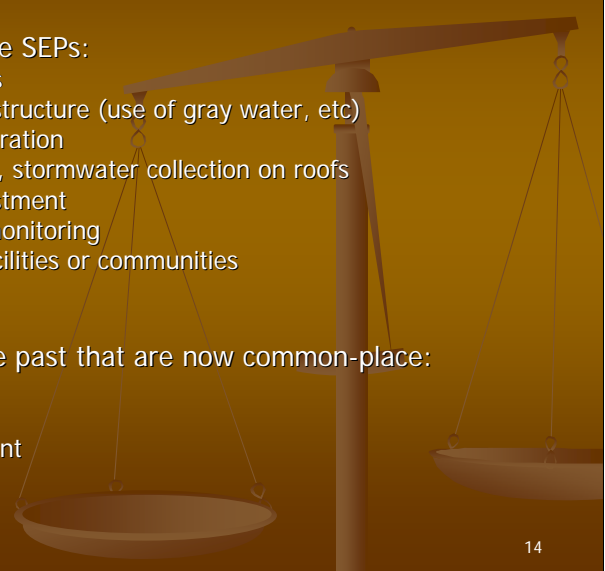 e SEPs:
s
structure (use of gray water, etc)
ration
, stormwater collection on roofs
stment
onitoring
cilities or communities
e past that are now common-place:
nt
14